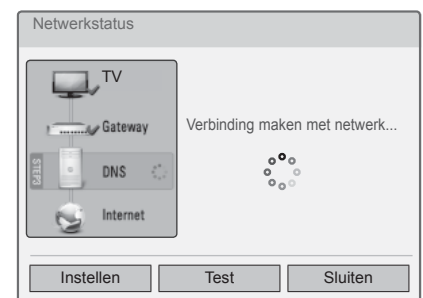 Netwerkstatus
TV
Gateway
Verbinding maken met netwerk...
STEP3
DNS
Internet
Instellen
Test
Sluiten